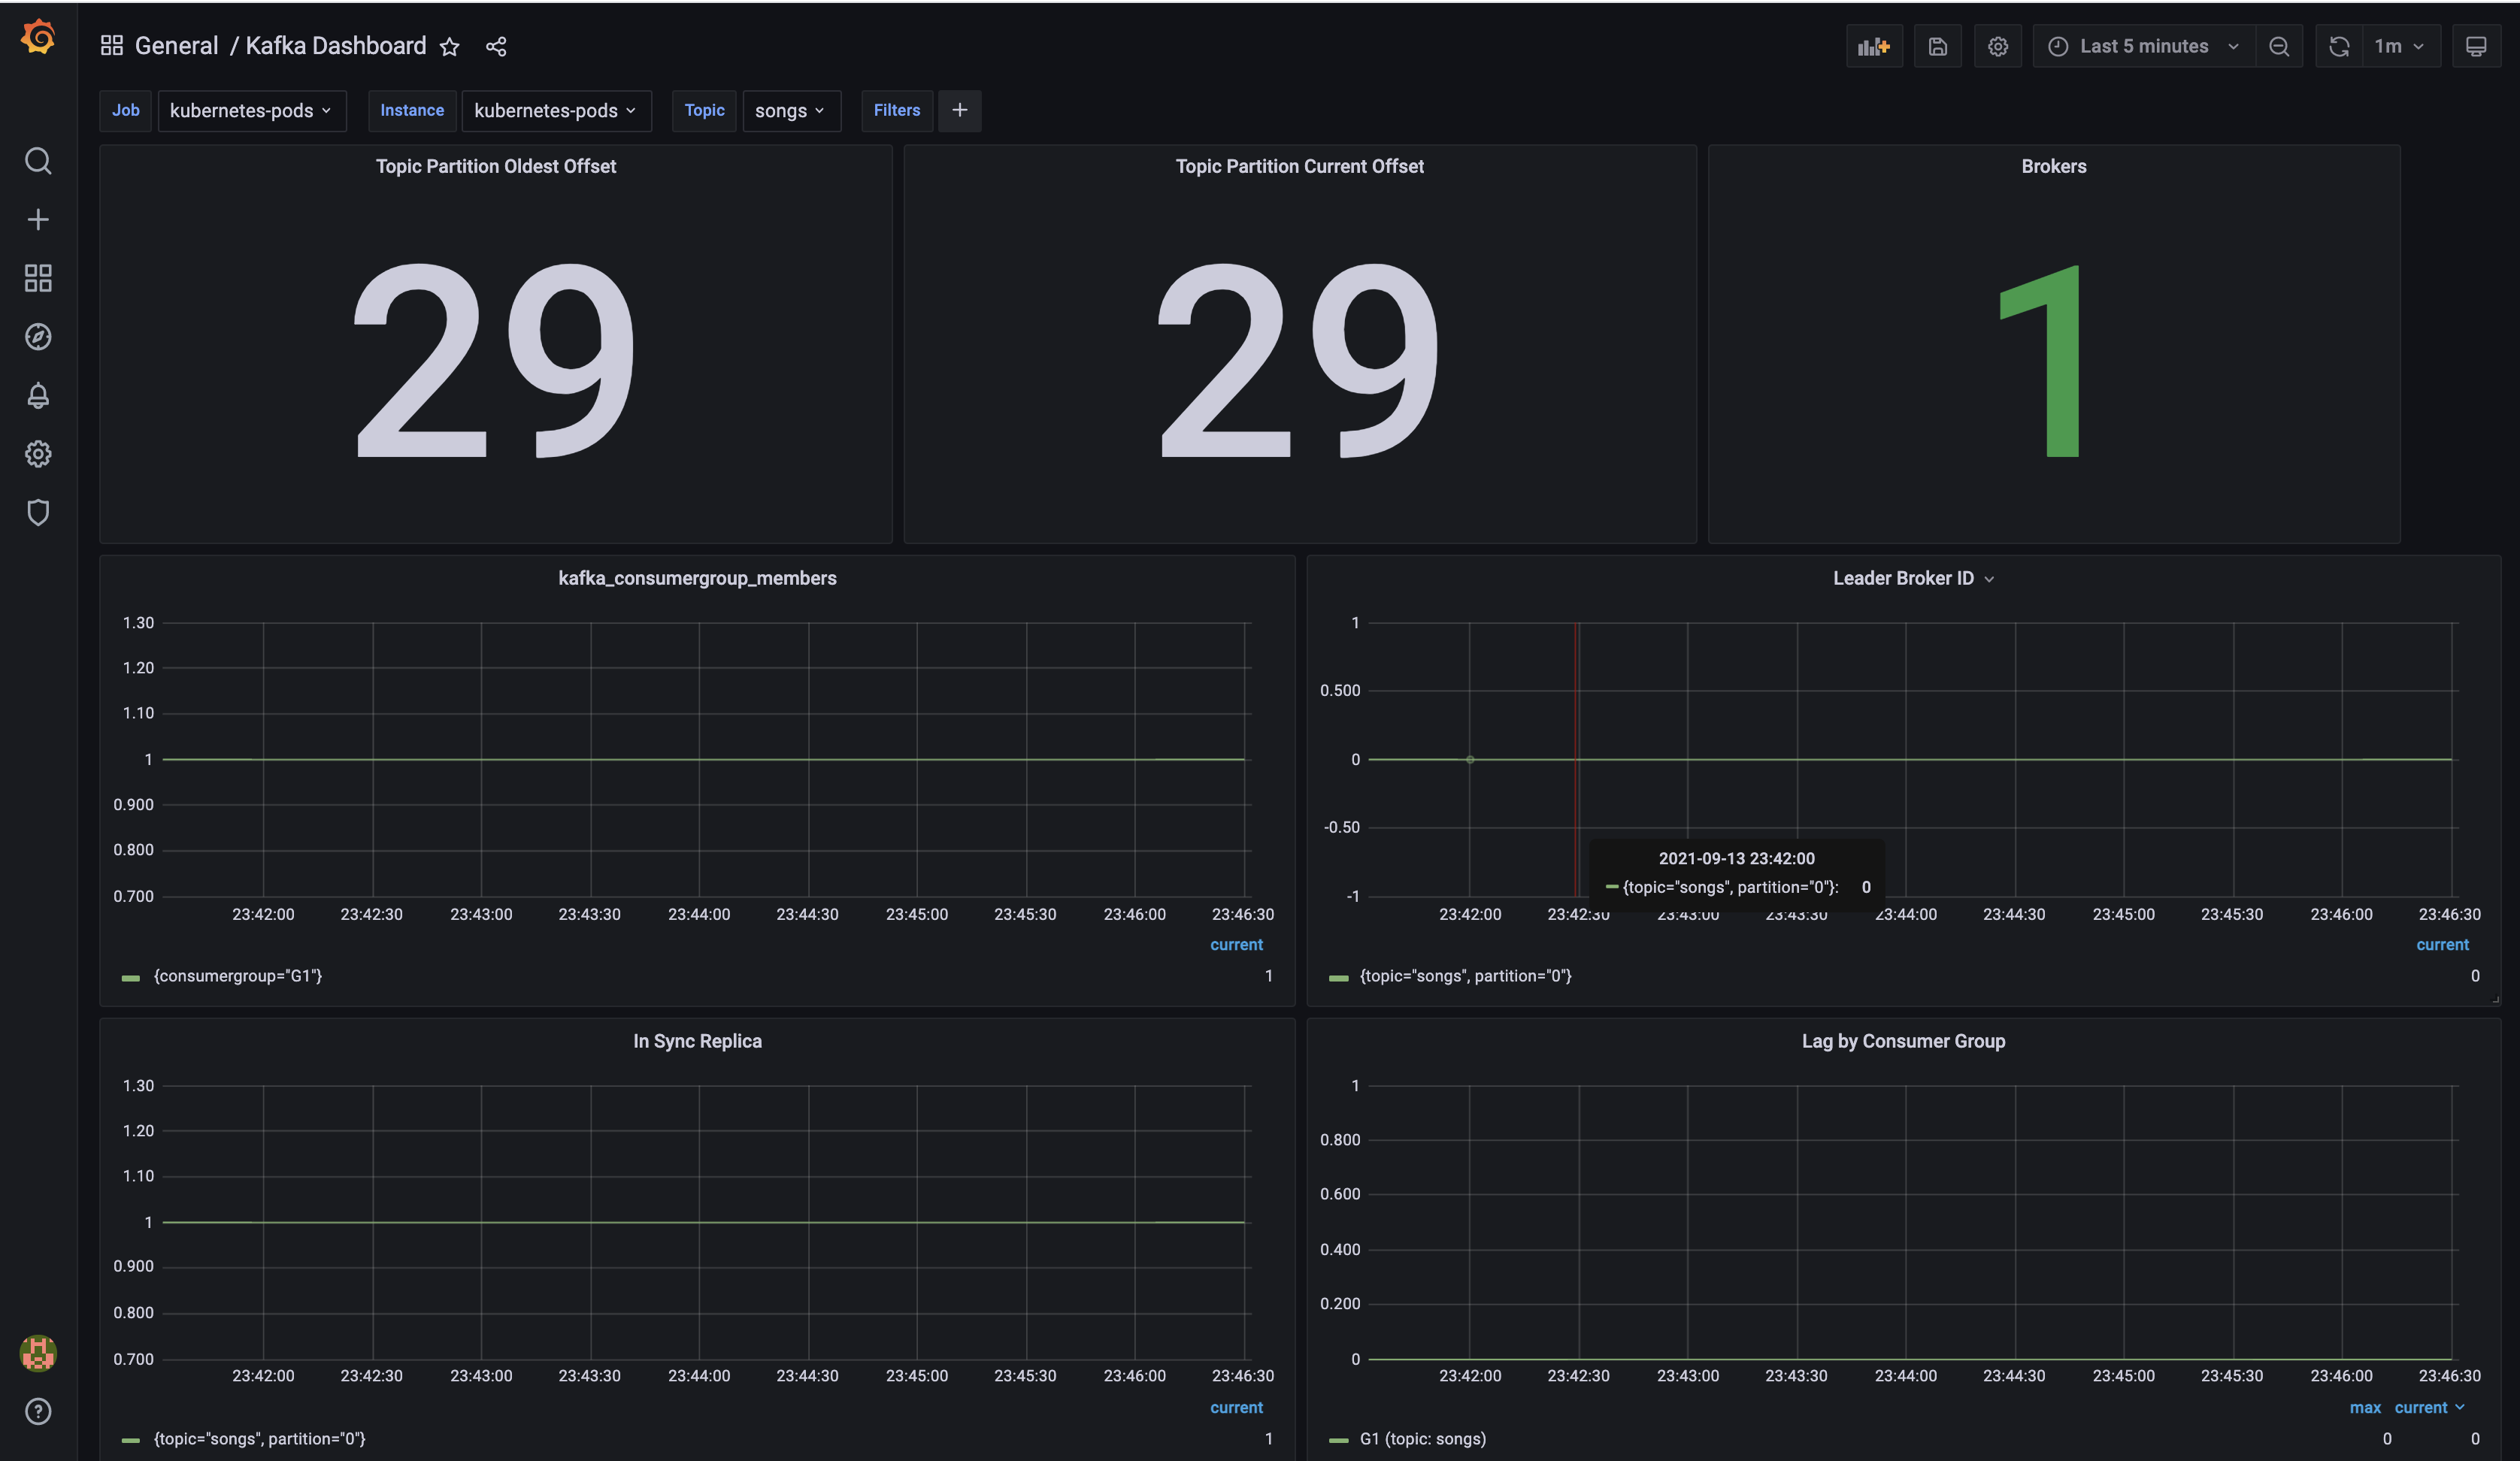 General / Kafka Dashboard
Last 5 minutes
1m
Job kubernetes-pods Instance kubernetes-pods Topic songs Filters +
Topic Partition Oldest Offset
29
Topic Partition Current Offset
29
Brokers
1
kafka_consumergroup_members
1.30
1.20
1.10
1
0.900
0.800
0.700
23:42:00 23:42:30 23:43:00 23:43:30 23:44:00 23:44:30 23:45:00 23:45:30 23:46:00 23:46:30
current
{consumergroup="G1"} 1
Leader Broker ID
1
0.500
0
-0.50
-1
2021-09-13 23:42:00
{topic="songs", partition="0"}: 0
23:42:00 23:42:30 23:43:00 23:43:30 23:44:00 23:44:30 23:45:00 23:45:30 23:46:00 23:46:30
current
{topic="songs", partition="0"} 0
In Sync Replica
1.30
1.20
1.10
1
0.900
0.800
0.700
23:42:00 23:42:30 23:43:00 23:43:30 23:44:00 23:44:30 23:45:00 23:45:30 23:46:00 23:46:30
current
{topic="songs", partition="0"} 1
Lag by Consumer Group
1
0.800
0.600
0.400
0.200
0
23:42:00 23:42:30 23:43:00 23:43:30 23:44:00 23:44:30 23:45:00 23:45:30 23:46:00 23:46:30
max current
G1 (topic: songs) 0 0